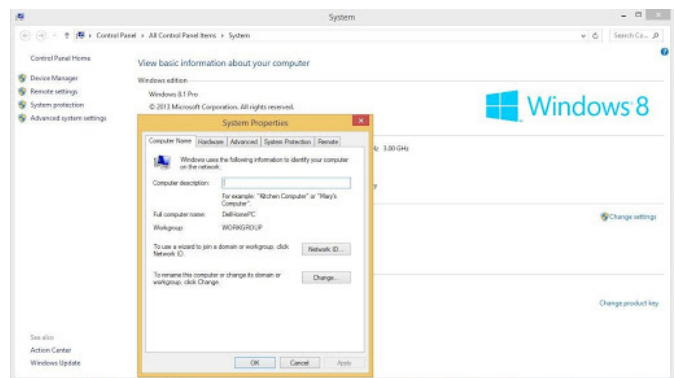 System
Control Panel
All Control Panel Items
System
Search Co...
Control Panel Home
Device Manager
Remote settings
System protection
Advanced system settings
View basic information about your computer
Windows edition
Windows 8.1 Pro
© 2013 Microsoft Corporation. All rights reserved.
Windows 8
3.00 GHz
Change settings
Change product key
See also
Action Center
Windows Update
System Properties
Computer Name
Hardware
Advanced
System Protection
Remote
Windows uses the following information to identify your computer
on the network.
Computer description:
For example: "Kitchen Computer" or "Mary's
Computer".
Full computer name:
DellHomePC
Workgroup:
WORKGROUP
To use a wizard to join a domain or workgroup, click
Network ID.
Network ID...
To rename this computer or change its domain or
workgroup, click Change.
Change...
OK
Cancel
Apply